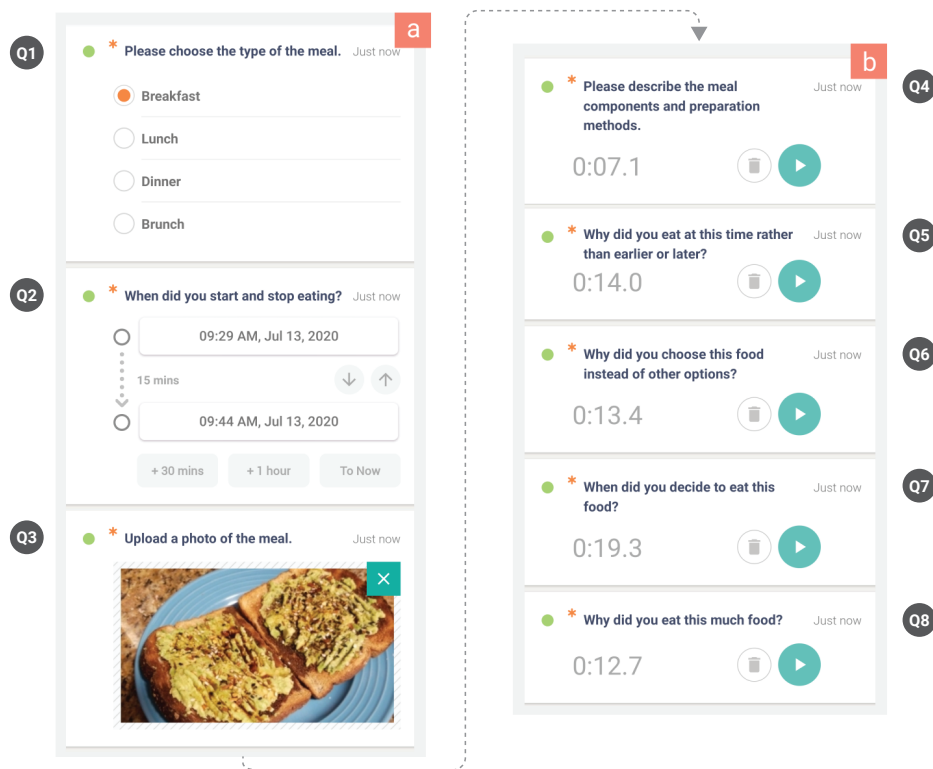 a
Q1
* Please choose the type of the meal. Just now
Breakfast
Lunch
Dinner
Brunch
Q2
* When did you start and stop eating? Just now
09:29 AM, Jul 13, 2020
15 mins
09:44 AM, Jul 13, 2020
+ 30 mins + 1 hour To Now
Q3
* Upload a photo of the meal. Just now
b
* Please describe the meal Just now Q4
components and preparation
methods.
0:07.1
* Why did you eat at this time rather Just now Q5
than earlier or later?
0:14.0
* Why did you choose this food Just now Q6
instead of other options?
0:13.4
* When did you decide to eat this Just now Q7
food?
0:19.3
* Why did you eat this much food? Just now Q8
0:12.7